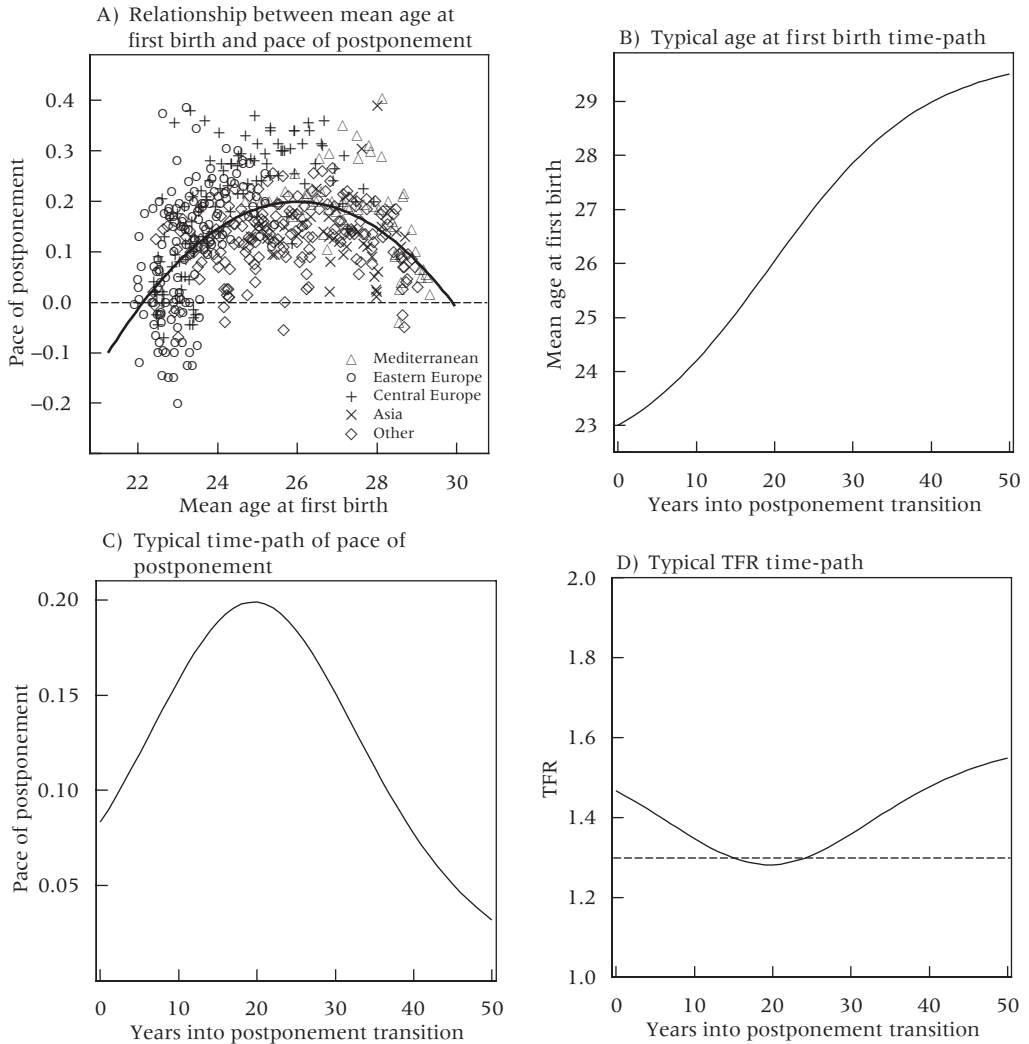 A) Relationship between mean age at
first birth and pace of postponement
Pace of postponement
0.4
0.3
0.2
0.1
0.0
−0.1
−0.2
Mediterranean
Eastern Europe
Central Europe
Asia
Other
22 24 26 28 30
Mean age at first birth
B) Typical age at first birth time-path
Mean age at first birth
29
28
27
26
25
23
23
0 10 20 30 40 50
Years into postponement transition
C) Typical time-path of pace of
postponement
Pace of postponement
0.20
0.15
0.10
0.05
0 10 20 30 40 50
Years into postponement transition
D) Typical TFR time-path
TFR
2.0
1.8
1.6
1.4
1.2
1.0
0 10 20 30 40 50
Years into postponement transition